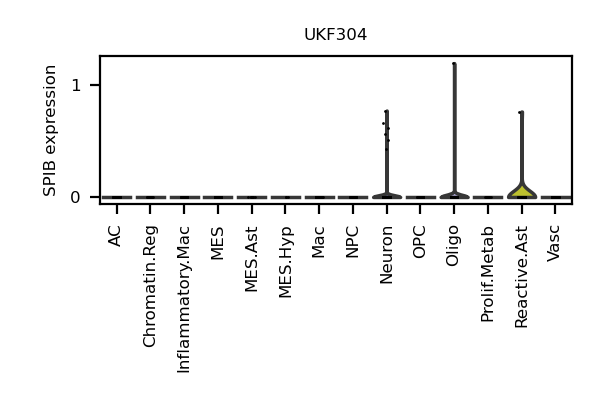 UKF304
SPIB expression
1
0
AC
Chromatin.Reg
Inflammatory.Mac
MES
MES.Ast
MES.Hyp
Mac
NPC
Neuron
OPC
Oligo
Prolif.Metab
Reactive.Ast
Vasc